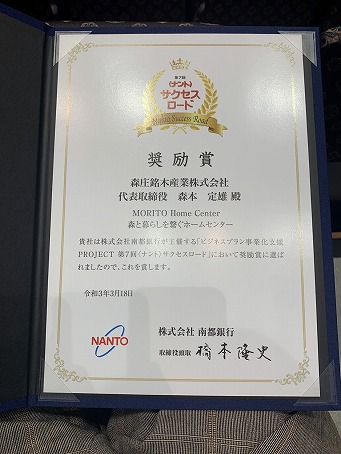 第7回
〈ナント〉
サクセス
ロード
Nanto Success Road
奨励賞
森庄銘木産業株式会社
代表取締役 森本 定雄 殿
MORITO Home Center
森と暮らしを繋ぐホームセンター
貴社は株式会社南都銀行が主催する「ビジネスプラン事業化支援
PROJECT 第7回〈ナント〉サクセスロード」において奨励賞に選ば
れましたので、これを賞します。
令和3年3月18日
NANTO
株式会社 南都銀行
取締役頭取 橋本隆史